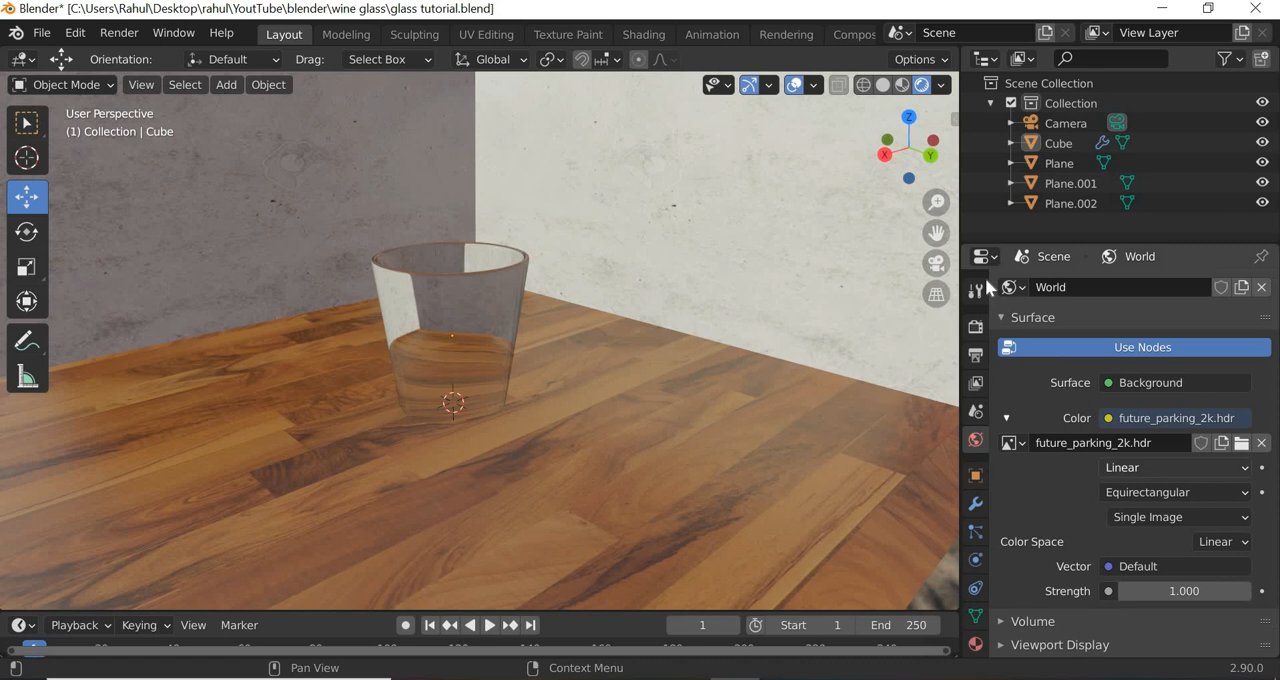 Blender* [C:\Users\Rahul\Desktop\rahul\YouTube\blender\wine glass\glass tutorial.blend]
File Edit Render Window Help Layout Modeling Sculpting UV Editing Texture Paint Shading Animation Rendering Compos Scene View Layer
Orientation: Default Drag: Select Box Global Options
Object Mode View Select Add Object
User Perspective
(1) Collection | Cube
Z
X
Y
Scene Collection
Collection
Camera
Cube
Plane
Plane.001
Plane.002
Scene World
World
Surface
Use Nodes
Surface Background
Color future_parking_2k.hdr
future_parking_2k.hdr
Linear
Equirectangular
Single Image
Color Space Linear
Vector Default
Strength 1.000
Volume
Viewport Display
Playback Keying View Marker 1 Start 1 End 250
Pan View Context Menu 2.90.0